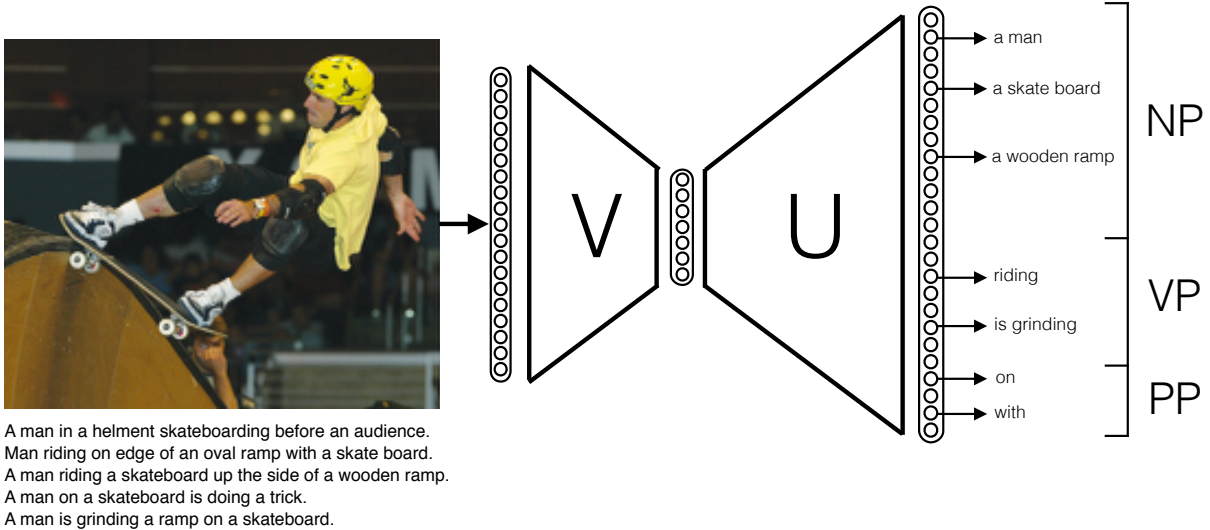 a man
a skate board
a wooden ramp
NP
V
U
riding
is grinding
VP
on
with
PP
A man in a helment skateboarding before an audience.
Man riding on edge of an oval ramp with a skate board.
A man riding a skateboard up the side of a wooden ramp.
A man on a skateboard is doing a trick.
A man is grinding a ramp on a skateboard.